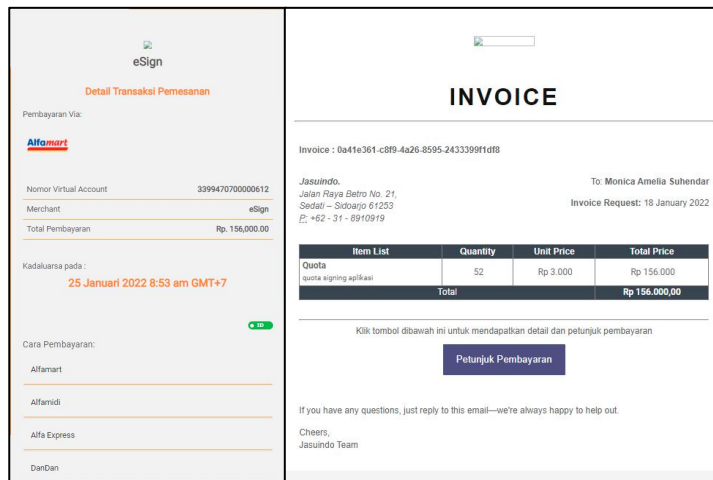 eSign
Detail Transaksi Pemesanan
Pembayaran Via:
Alfamart
Nomor Virtual Account 3399470700000612
Merchant eSign
Total Pembayaran Rp. 156,000.00
Kadaluarsa pada :
25 Januari 2022 8:53 am GMT+7
ID
Cara Pembayaran:
Alfamart
Alfamidi
Alfa Express
DanDan
INVOICE
Invoice : 0a41e361-c8f9-4a26-8595-2433399f1df8
Jasuindo.
Jalan Raya Betro No. 21,
Sedati – Sidoarjo 61253
P: +62 - 31 - 8910919
To: Monica Amelia Suhendar
Invoice Request: 18 January 2022
Item List Quantity Unit Price Total Price
Quota
quota signing aplikasi
52 Rp 3.000 Rp 156.000
Total Rp 156.000,00
Klik tombol dibawah ini untuk mendapatkan detail dan petunjuk pembayaran
Petunjuk Pembayaran
If you have any questions, just reply to this email—we're always happy to help out.
Cheers,
Jasuindo Team